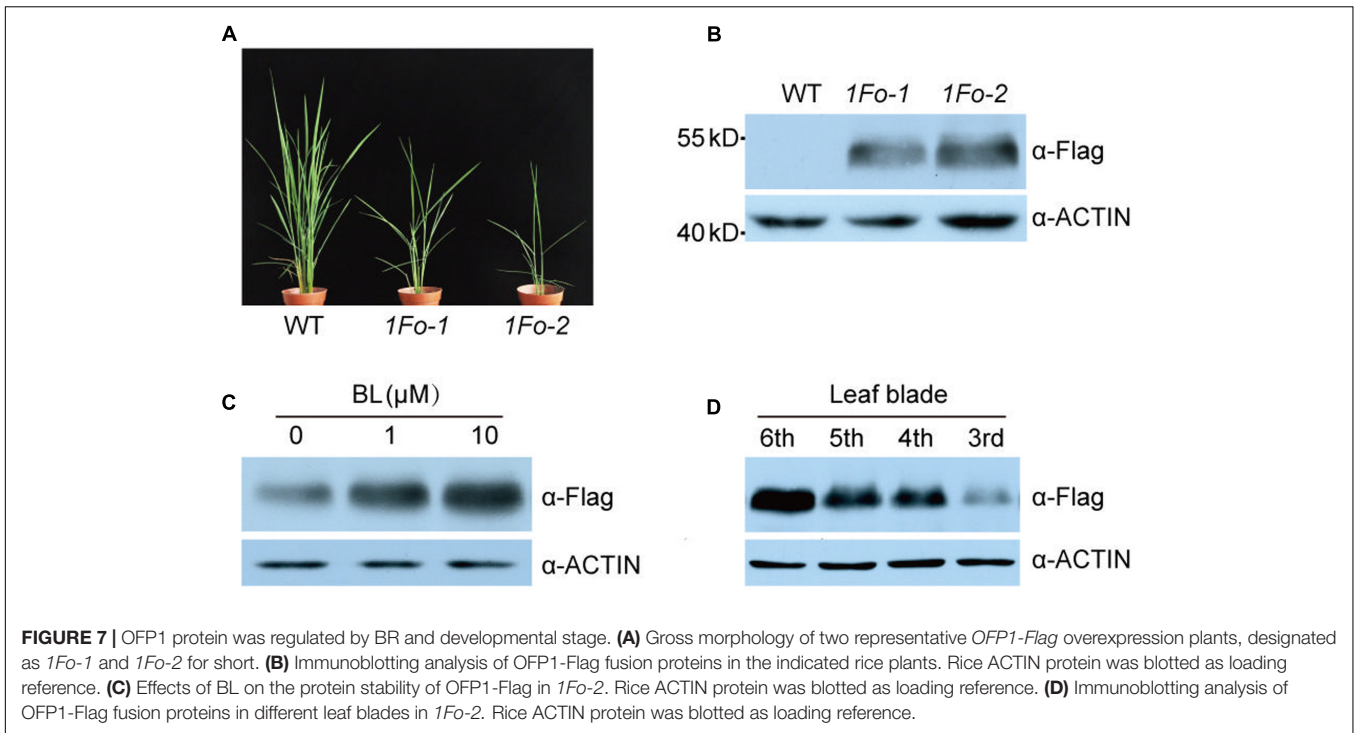 A
WT
1Fo-1
1Fo-2
B
WT 1Fo-1 1Fo-2
55 kD
α-Flag
40 kD
α-ACTIN
C
BL (μM)
0 1 10
α-Flag
α-ACTIN
D
Leaf blade
6th 5th 4th 3rd
α-Flag
α-ACTIN
FIGURE 7 | OFP1 protein was regulated by BR and developmental stage. (A) Gross morphology of two representative OFP1-Flag overexpression plants, designated
as 1Fo-1 and 1Fo-2 for short. (B) Immunoblotting analysis of OFP1-Flag fusion proteins in the indicated rice plants. Rice ACTIN protein was blotted as loading
reference. (C) Effects of BL on the protein stability of OFP1-Flag in 1Fo-2. Rice ACTIN protein was blotted as loading reference. (D) Immunoblotting analysis of
OFP1-Flag fusion proteins in different leaf blades in 1Fo-2. Rice ACTIN protein was blotted as loading reference.